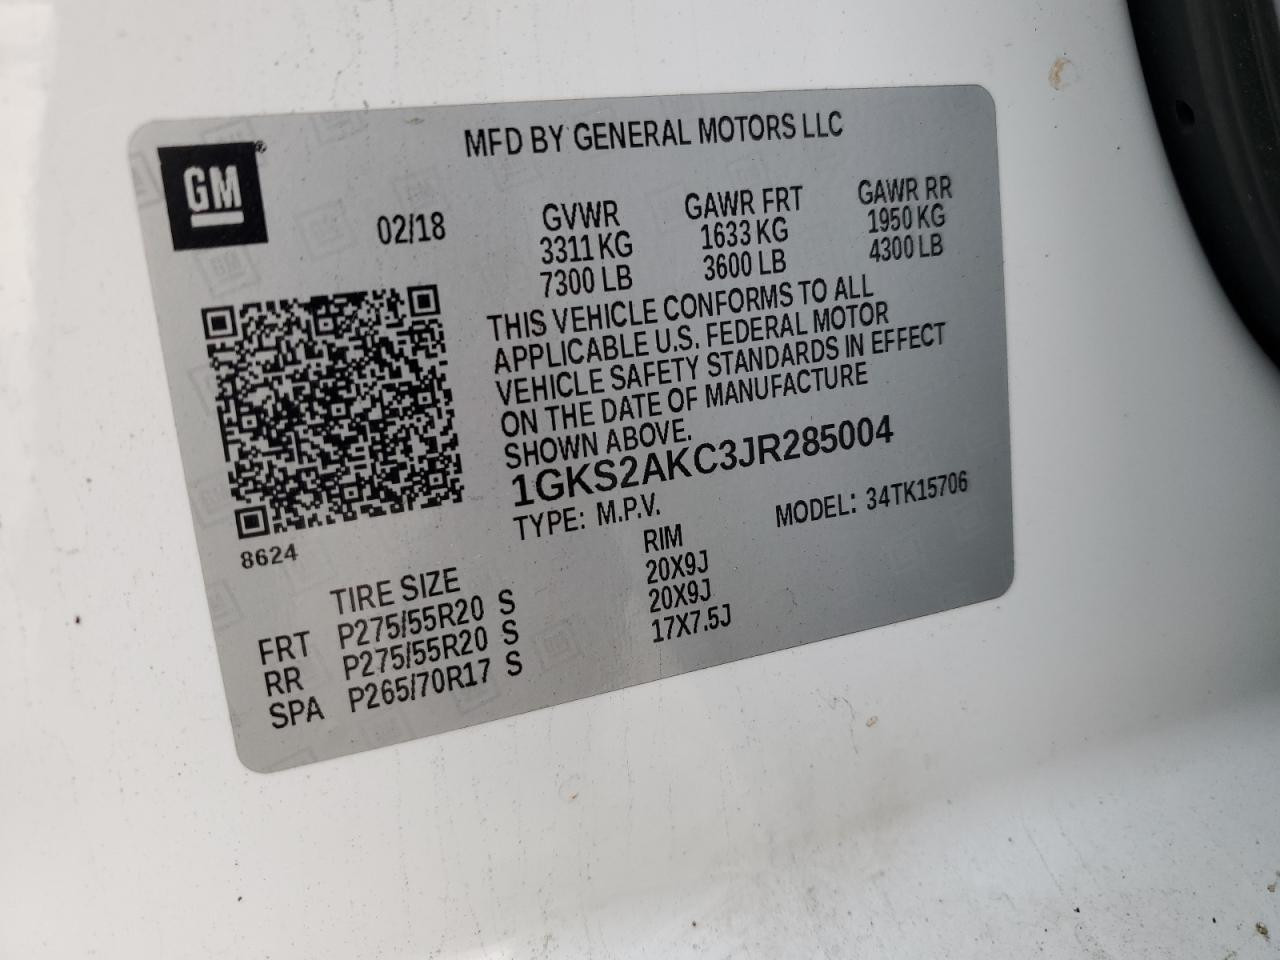 MFD BY GENERAL MOTORS LLC
GM®
02/18
GVWR GAWR FRT GAWR RR
3311 KG 1633 KG 1950 KG
7300 LB 3600 LB 4300 LB
THIS VEHICLE CONFORMS TO ALL
APPLICABLE U.S. FEDERAL MOTOR
VEHICLE SAFETY STANDARDS IN EFFECT
ON THE DATE OF MANUFACTURE
SHOWN ABOVE.
1GKS2AKC3JR285004
TYPE: M.P.V. MODEL: 34TK15706
8624
TIRE SIZE RIM
FRT P275/55R20 S 20X9J
RR P275/55R20 S 20X9J
SPA P265/70R17 S 17X7.5J